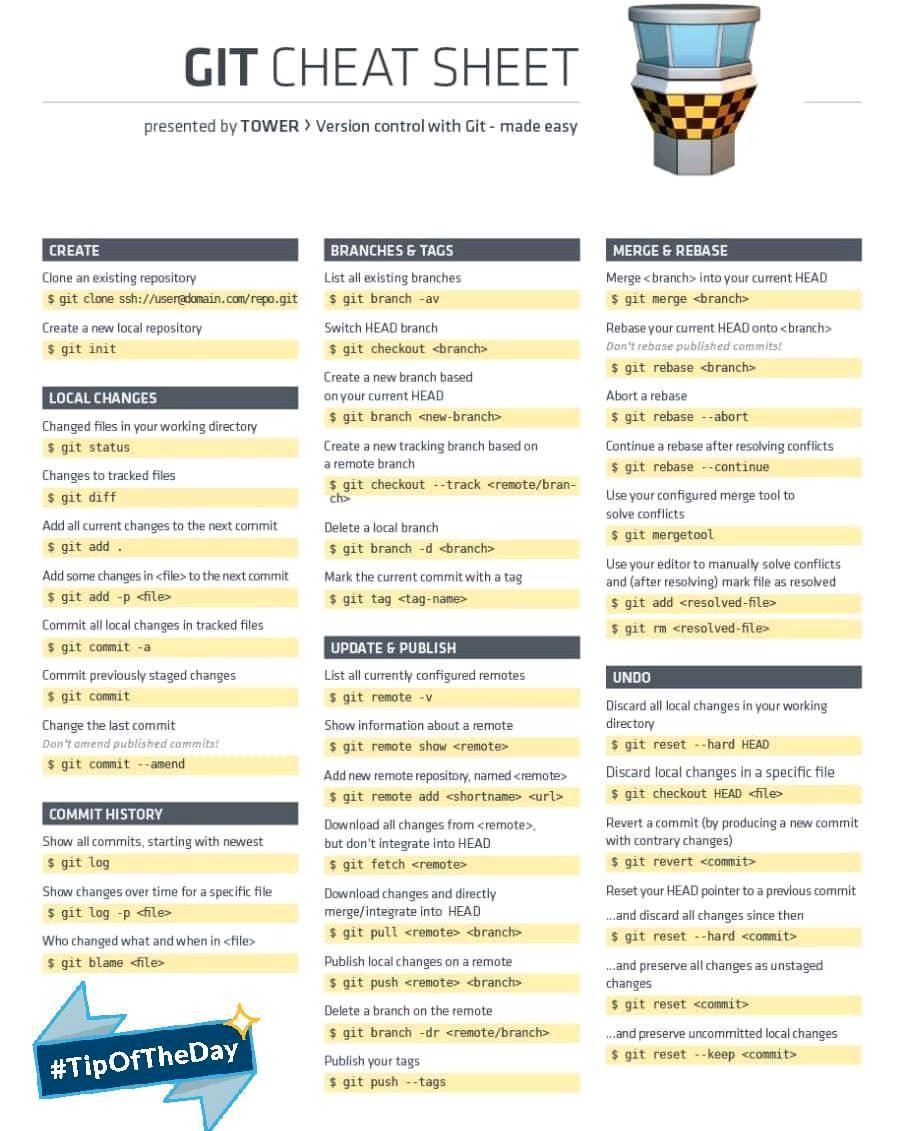 GIT CHEAT SHEET
presented by TOWER › Version control with Git - made easy
CREATE
Clone an existing repository
$ git clone ssh://user@domain.com/repo.git
Create a new local repository
$ git init
LOCAL CHANGES
Changed files in your working directory
$ git status
Changes to tracked files
$ git diff
Add all current changes to the next commit
$ git add .
Add some changes in <file> to the next commit
$ git add -p <file>
Commit all local changes in tracked files
$ git commit -a
Commit previously staged changes
$ git commit
Change the last commit
Don't amend published commits!
$ git commit --amend
COMMIT HISTORY
Show all commits, starting with newest
$ git log
Show changes over time for a specific file
$ git log -p <file>
Who changed what and when in <file>
$ git blame <file>
#TipOfTheDay
BRANCHES & TAGS
List all existing branches
$ git branch -av
Switch HEAD branch
$ git checkout <branch>
Create a new branch based
on your current HEAD
$ git branch <new-branch>
Create a new tracking branch based on
a remote branch
$ git checkout --track <remote/bran-
ch>
Delete a local branch
$ git branch -d <branch>
Mark the current commit with a tag
$ git tag <tag-name>
UPDATE & PUBLISH
List all currently configured remotes
$ git remote -v
Show information about a remote
$ git remote show <remote>
Add new remote repository, named <remote>
$ git remote add <shortname> <url>
Download all changes from <remote>,
but don't integrate into HEAD
$ git fetch <remote>
Download changes and directly
merge/integrate into HEAD
$ git pull <remote> <branch>
Publish local changes on a remote
$ git push <remote> <branch>
Delete a branch on the remote
$ git branch -dr <remote/branch>
Publish your tags
$ git push --tags
MERGE & REBASE
Merge <branch> into your current HEAD
$ git merge <branch>
Rebase your current HEAD onto <branch>
Don't rebase published commits!
$ git rebase <branch>
Abort a rebase
$ git rebase --abort
Continue a rebase after resolving conflicts
$ git rebase --continue
Use your configured merge tool to
solve conflicts
$ git mergetool
Use your editor to manually solve conflicts
and (after resolving) mark file as resolved
$ git add <resolved-file>
$ git rm <resolved-file>
UNDO
Discard all local changes in your working
directory
$ git reset --hard HEAD
Discard local changes in a specific file
$ git checkout HEAD <file>
Revert a commit (by producing a new commit
with contrary changes)
$ git revert <commit>
Reset your HEAD pointer to a previous commit
...and discard all changes since then
$ git reset --hard <commit>
...and preserve all changes as unstaged
changes
$ git reset <commit>
...and preserve uncommitted local changes
$ git reset --keep <commit>